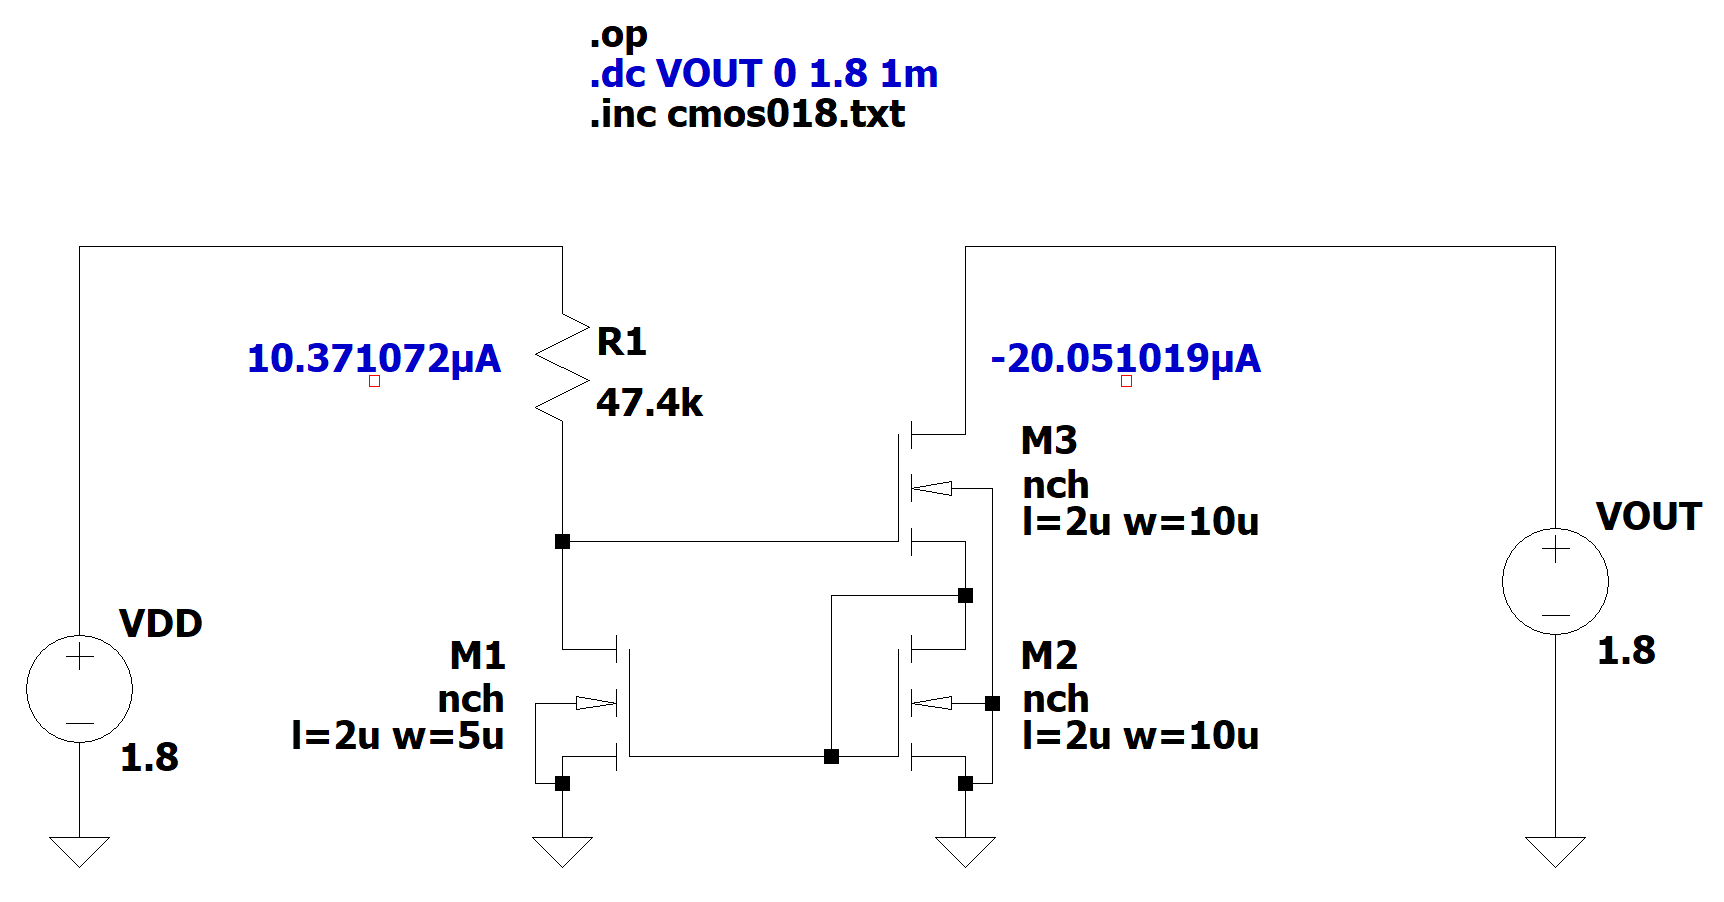 .op
.dc VOUT 0 1.8 1m
.inc cmos018.txt
10.371072µA
R1
47.4k
-20.051019µA
M3
nch
l=2u w=10u
VOUT
1.8
VDD
1.8
M1
nch
l=2u w=5u
M2
nch
l=2u w=10u